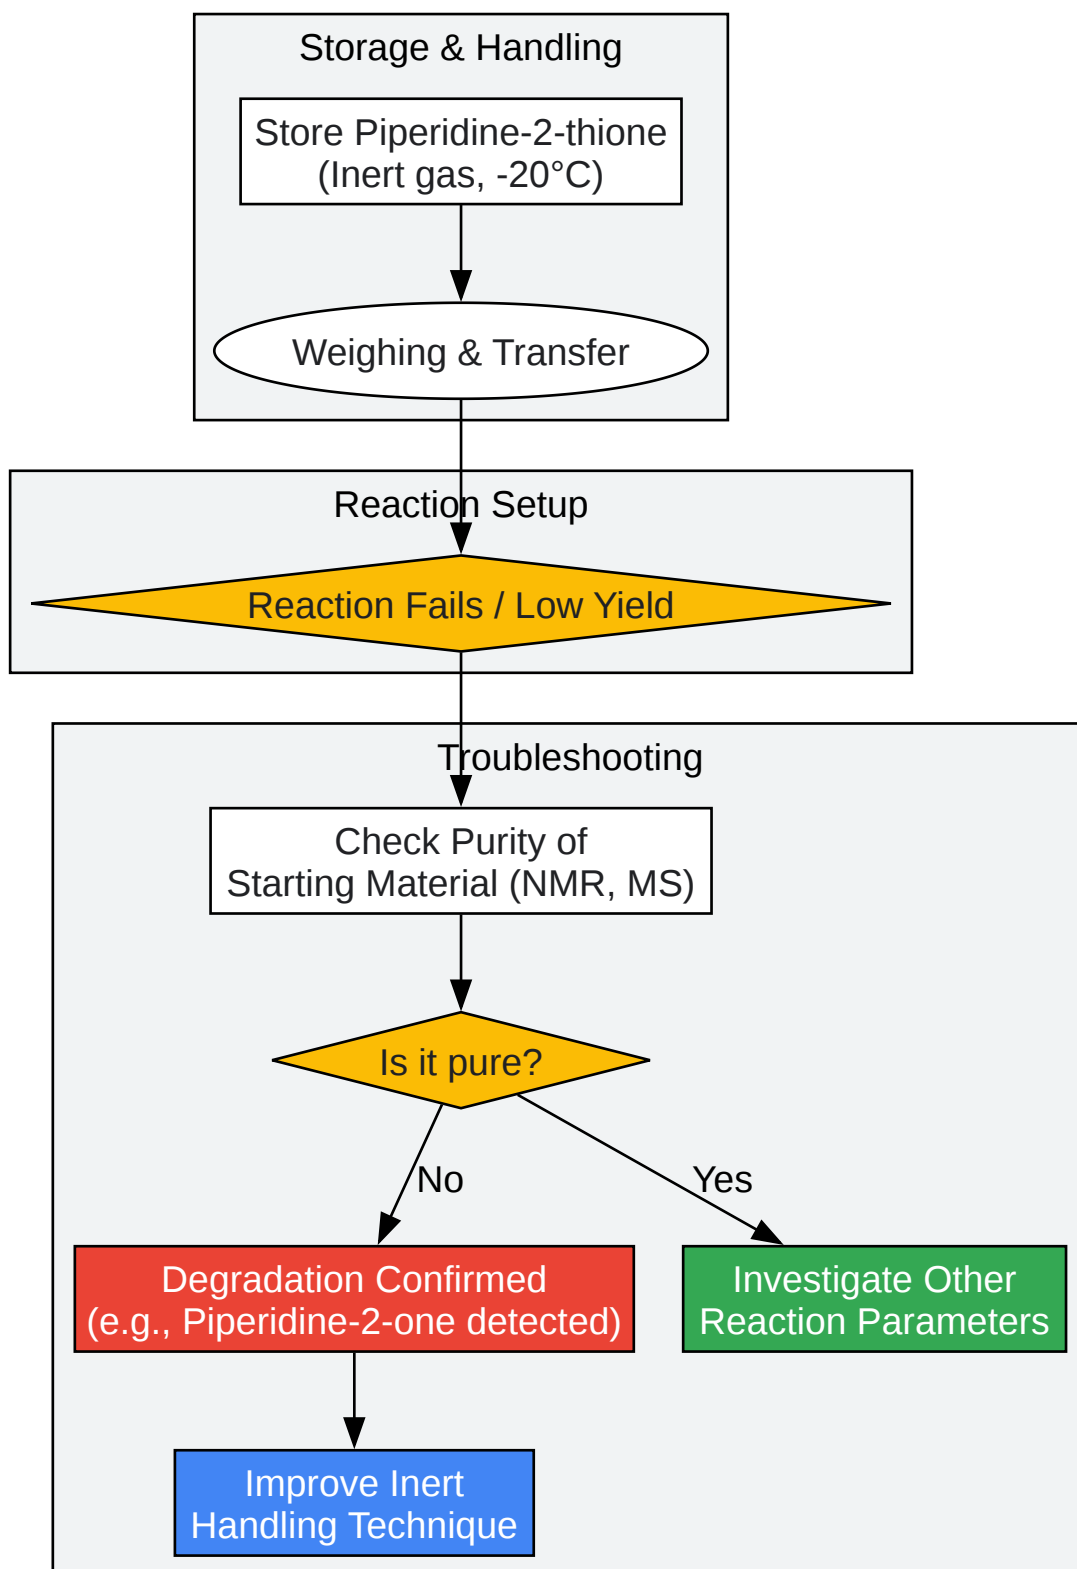 Storage & Handling
Store Piperidine-2-thione
(Inert gas, -20°C)
Weighing & Transfer
Reaction Setup
Reaction Fails / Low Yield
Troubleshooting
Check Purity of
Starting Material (NMR, MS)
Is it pure?
No
Yes
Degradation Confirmed
(e.g., Piperidine-2-one detected)
Investigate Other
Reaction Parameters
Improve Inert
Handling Technique